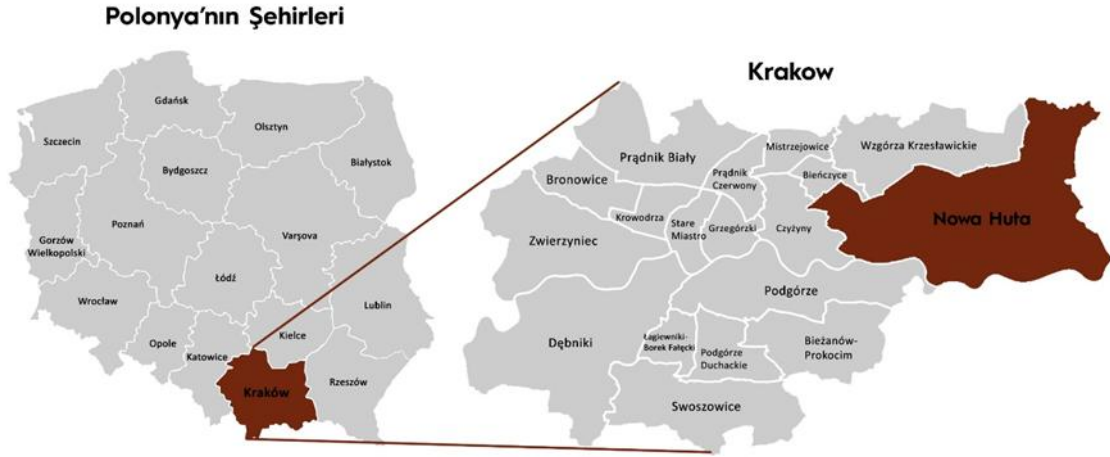 Polonya'nın Şehirleri
Gdańsk
Olsztyn
Szczecin
Białystok
Bydgoszcz
Poznań
Varşova
Gorzów
Wielkopolski
Łódź
Wrocław
Lublin
Opole
Kielce
Katowice
Rzeszów
Kraków
Krakow
Mistrzejowice
Wzgórza Krzesławickie
Prądnik Biały
Prądnik
Czerwony
Bieńczyce
Bronowice
Krowodrza
Nowa Huta
Stare
Miastro
Grzegórzki
Czyżyny
Zwierzyniec
Podgórze
Dębniki
Łagiewniki-
Borek Fałęcki
Podgórze
Duchackie
Bieżanów-
Prokocim
Swoszowice